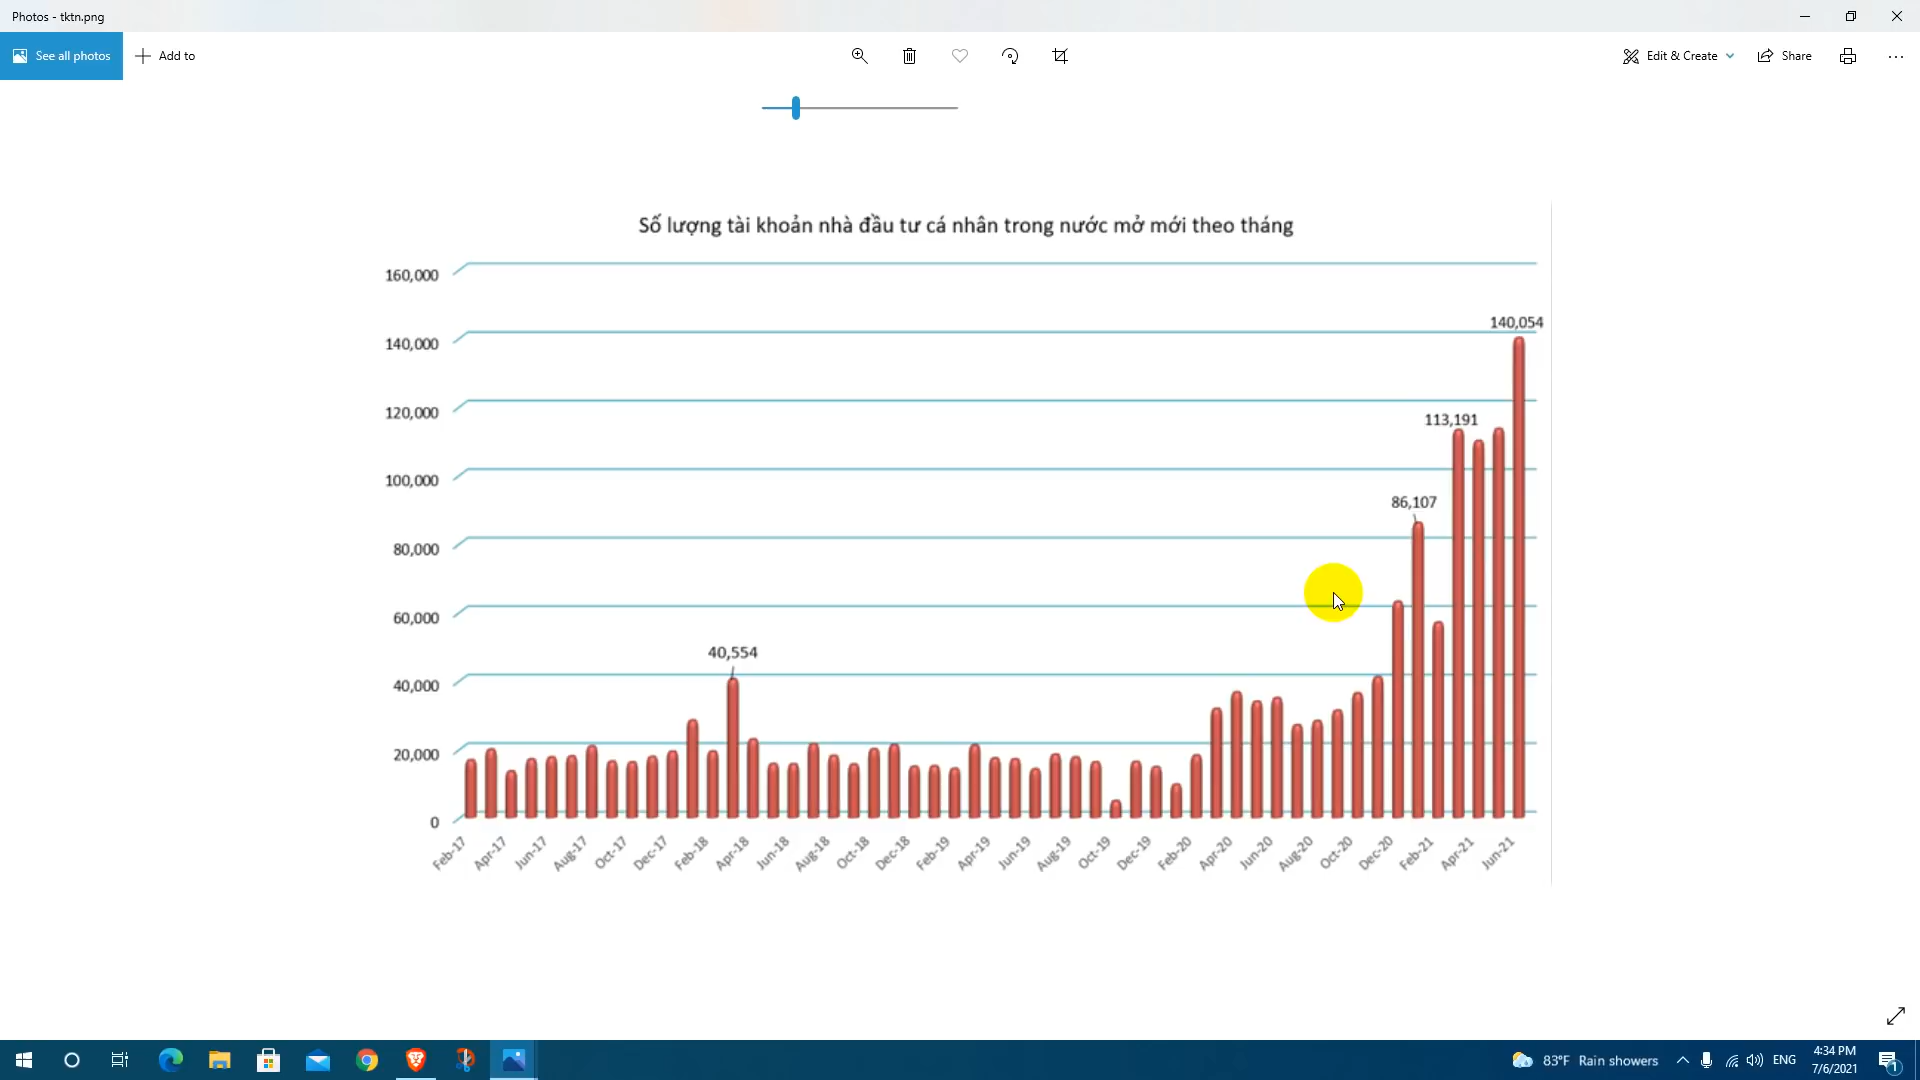 Photos - tktn.png
See all photos
Add to
Edit & Create
Share
Số lượng tài khoản nhà đầu tư cá nhân trong nước mở mới theo tháng
160,000
140,000
120,000
100,000
80,000
60,000
40,000
20,000
0
40,554
86,107
113,191
140,054
Feb-17 Apr-17 Jun-17 Aug-17 Oct-17 Dec-17 Feb-18 Apr-18 Jun-18 Aug-18 Oct-18 Dec-18 Feb-19 Apr-19 Jun-19 Aug-19 Oct-19 Dec-19 Feb-20 Apr-20 Jun-20 Aug-20 Oct-20 Dec-20 Feb-21 Apr-21 Jun-21
83°F Rain showers
ENG
4:34 PM
7/6/2021
1